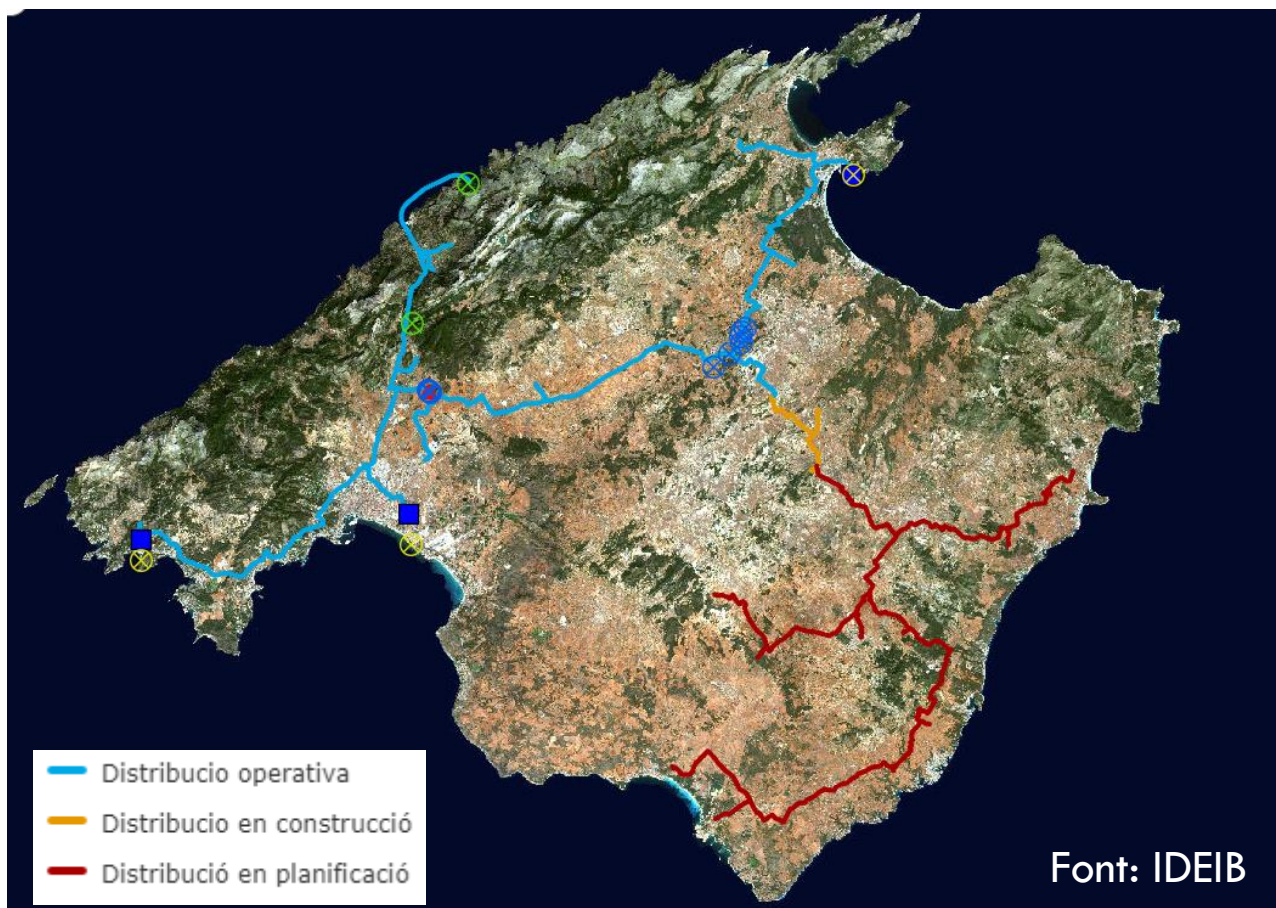 Distribucio operativa
Distribucio en construcció
Distribució en planificació
Font: IDEIB